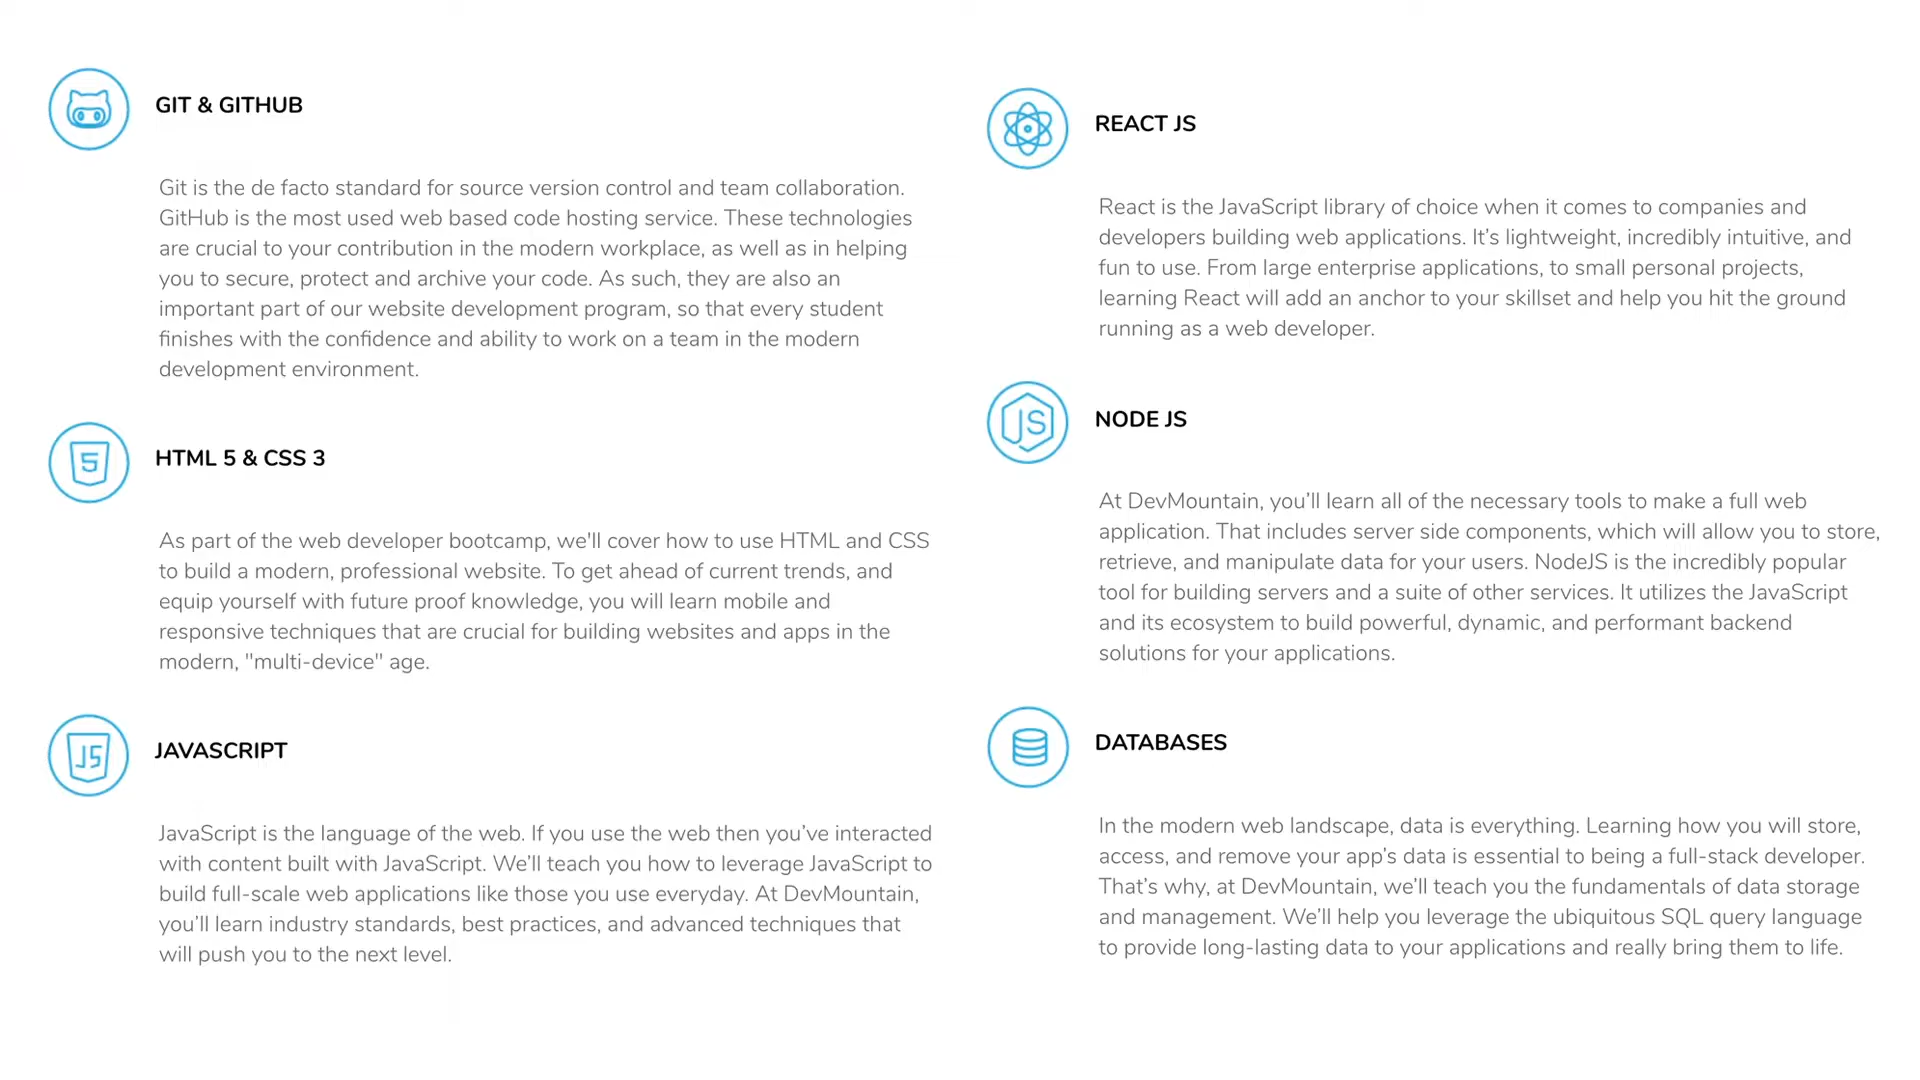 GIT & GITHUB
Git is the de facto standard for source version control and team collaboration.
GitHub is the most used web based code hosting service. These technologies
are crucial to your contribution in the modern workplace, as well as in helping
you to secure, protect and archive your code. As such, they are also an
important part of our website development program, so that every student
finishes with the confidence and ability to work on a team in the modern
development environment.
5
HTML 5 & CSS 3
As part of the web developer bootcamp, we'll cover how to use HTML and CSS
to build a modern, professional website. To get ahead of current trends, and
equip yourself with future proof knowledge, you will learn mobile and
responsive techniques that are crucial for building websites and apps in the
modern, "multi-device" age.
JS
JAVASCRIPT
JavaScript is the language of the web. If you use the web then you’ve interacted
with content built with JavaScript. We’ll teach you how to leverage JavaScript to
build full-scale web applications like those you use everyday. At DevMountain,
you’ll learn industry standards, best practices, and advanced techniques that
will push you to the next level.
REACT JS
React is the JavaScript library of choice when it comes to companies and
developers building web applications. It’s lightweight, incredibly intuitive, and
fun to use. From large enterprise applications, to small personal projects,
learning React will add an anchor to your skillset and help you hit the ground
running as a web developer.
JS
NODE JS
At DevMountain, you’ll learn all of the necessary tools to make a full web
application. That includes server side components, which will allow you to store,
retrieve, and manipulate data for your users. NodeJS is the incredibly popular
tool for building servers and a suite of other services. It utilizes the JavaScript
and its ecosystem to build powerful, dynamic, and performant backend
solutions for your applications.
DATABASES
In the modern web landscape, data is everything. Learning how you will store,
access, and remove your app’s data is essential to being a full-stack developer.
That’s why, at DevMountain, we’ll teach you the fundamentals of data storage
and management. We’ll help you leverage the ubiquitous SQL query language
to provide long-lasting data to your applications and really bring them to life.